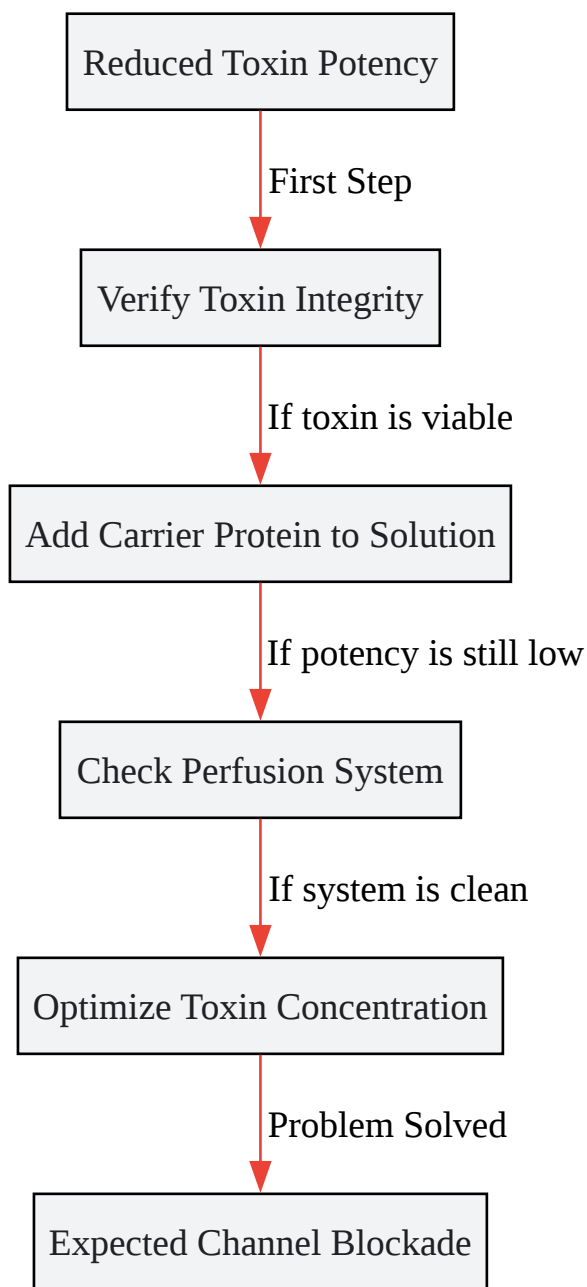 Reduced Toxin Potency
First Step
Verify Toxin Integrity
If toxin is viable
Add Carrier Protein to Solution
If potency is still low
Check Perfusion System
If system is clean
Optimize Toxin Concentration
Problem Solved
Expected Channel Blockade